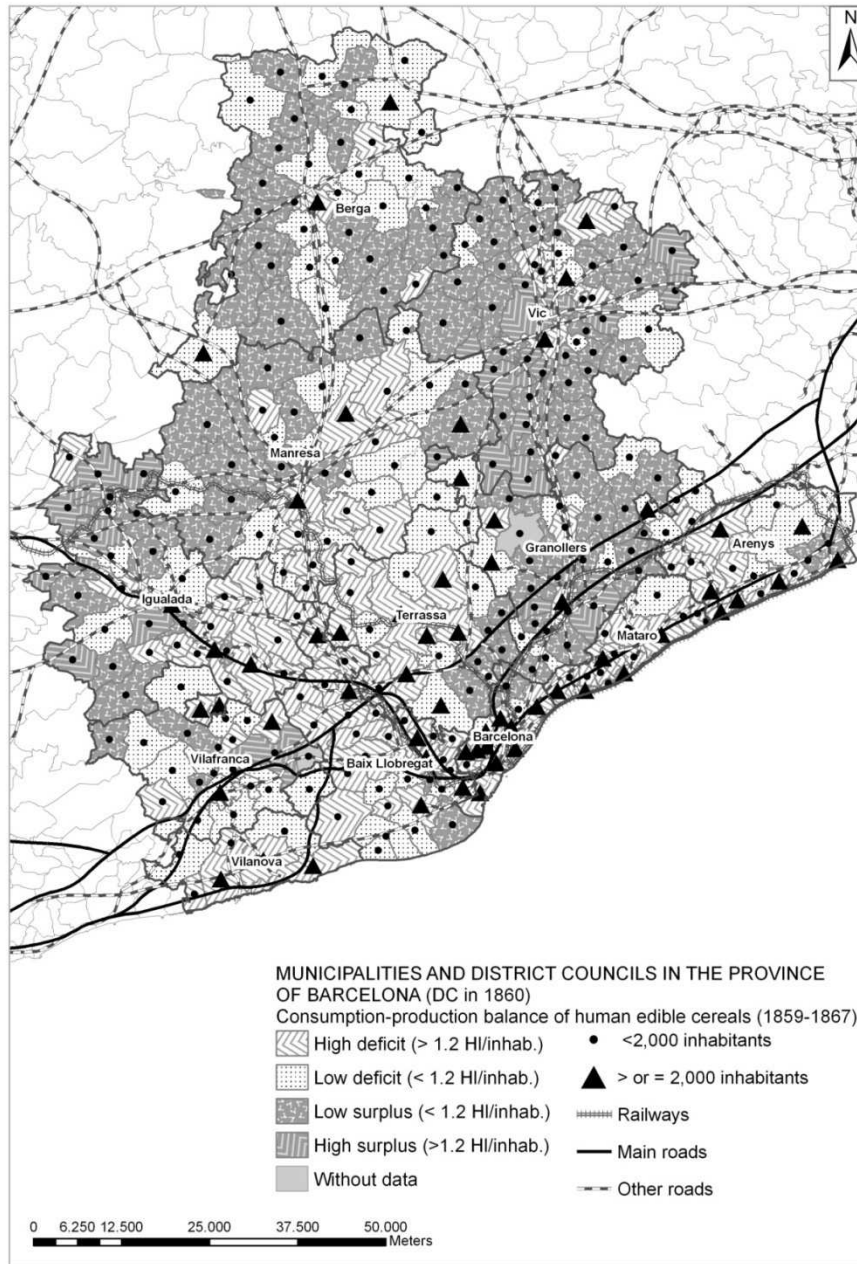 N
Berga
Vic
Manresa
Granollers
Arenys
Igualada
Terrassa
Mataro
Barcelona
Vilafranca
Baix Llobregat
Vilanova
MUNICIPALITIES AND DISTRICT COUNCILS IN THE PROVINCE
OF BARCELONA (DC in 1860)
Consumption-production balance of human edible cereals (1859-1867)
High deficit (> 1.2 Hl/inhab.)
Low deficit (< 1.2 Hl/inhab.)
Low surplus (< 1.2 Hl/inhab.)
High surplus (>1.2 Hl/inhab.)
Without data
<2,000 inhabitants
> or = 2,000 inhabitants
Railways
Main roads
Other roads
0 6.250 12.500 25.000 37.500 50.000
Meters